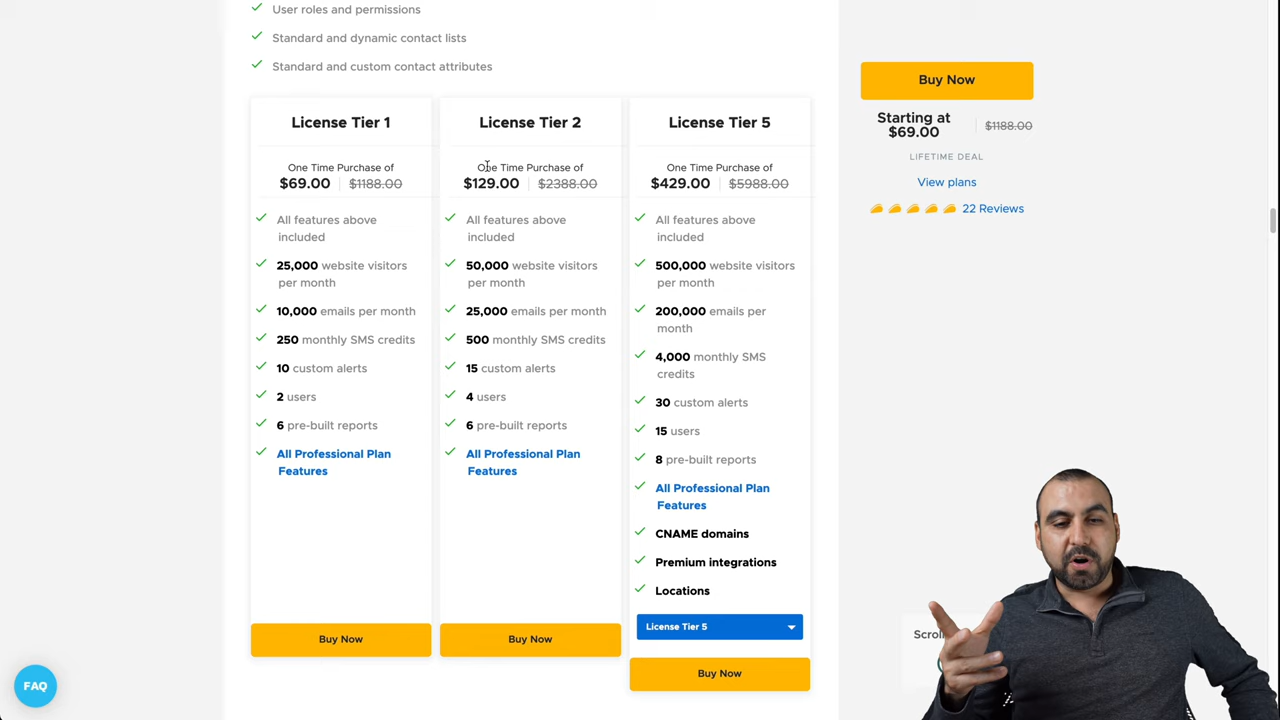 User roles and permissions
Standard and dynamic contact lists
Standard and custom contact attributes
License Tier 1
One Time Purchase of
$69.00 $1188.00
All features above
included
25,000 website visitors
per month
10,000 emails per month
250 monthly SMS credits
10 custom alerts
2 users
6 pre-built reports
All Professional Plan
Features
Buy Now
License Tier 2
One Time Purchase of
$129.00 $2388.00
All features above
included
50,000 website visitors
per month
25,000 emails per month
500 monthly SMS credits
15 custom alerts
4 users
6 pre-built reports
All Professional Plan
Features
Buy Now
License Tier 5
One Time Purchase of
$429.00 $5988.00
All features above
included
500,000 website visitors
per month
200,000 emails per
month
4,000 monthly SMS
credits
30 custom alerts
15 users
8 pre-built reports
All Professional Plan
Features
CNAME domains
Premium integrations
Locations
License Tier 5
Buy Now
Buy Now
Starting at
$69.00 $1188.00
LIFETIME DEAL
View plans
22 Reviews
FAQ